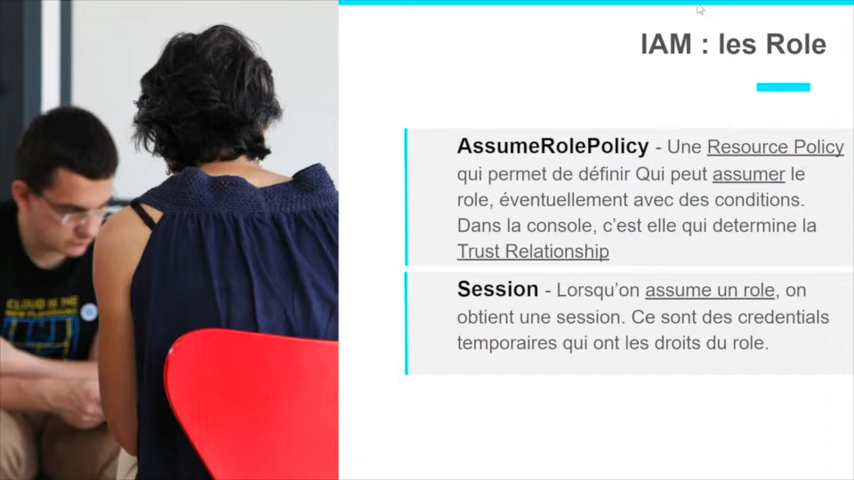 IAM : les Role
AssumeRolePolicy - Une Resource Policy
qui permet de définir Qui peut assumer le
role, éventuellement avec des conditions.
Dans la console, c'est elle qui determine la
Trust Relationship
Session - Lorsqu'on assume un role, on
obtient une session. Ce sont des credentials
temporaires qui ont les droits du role.
CLOUD IS THE